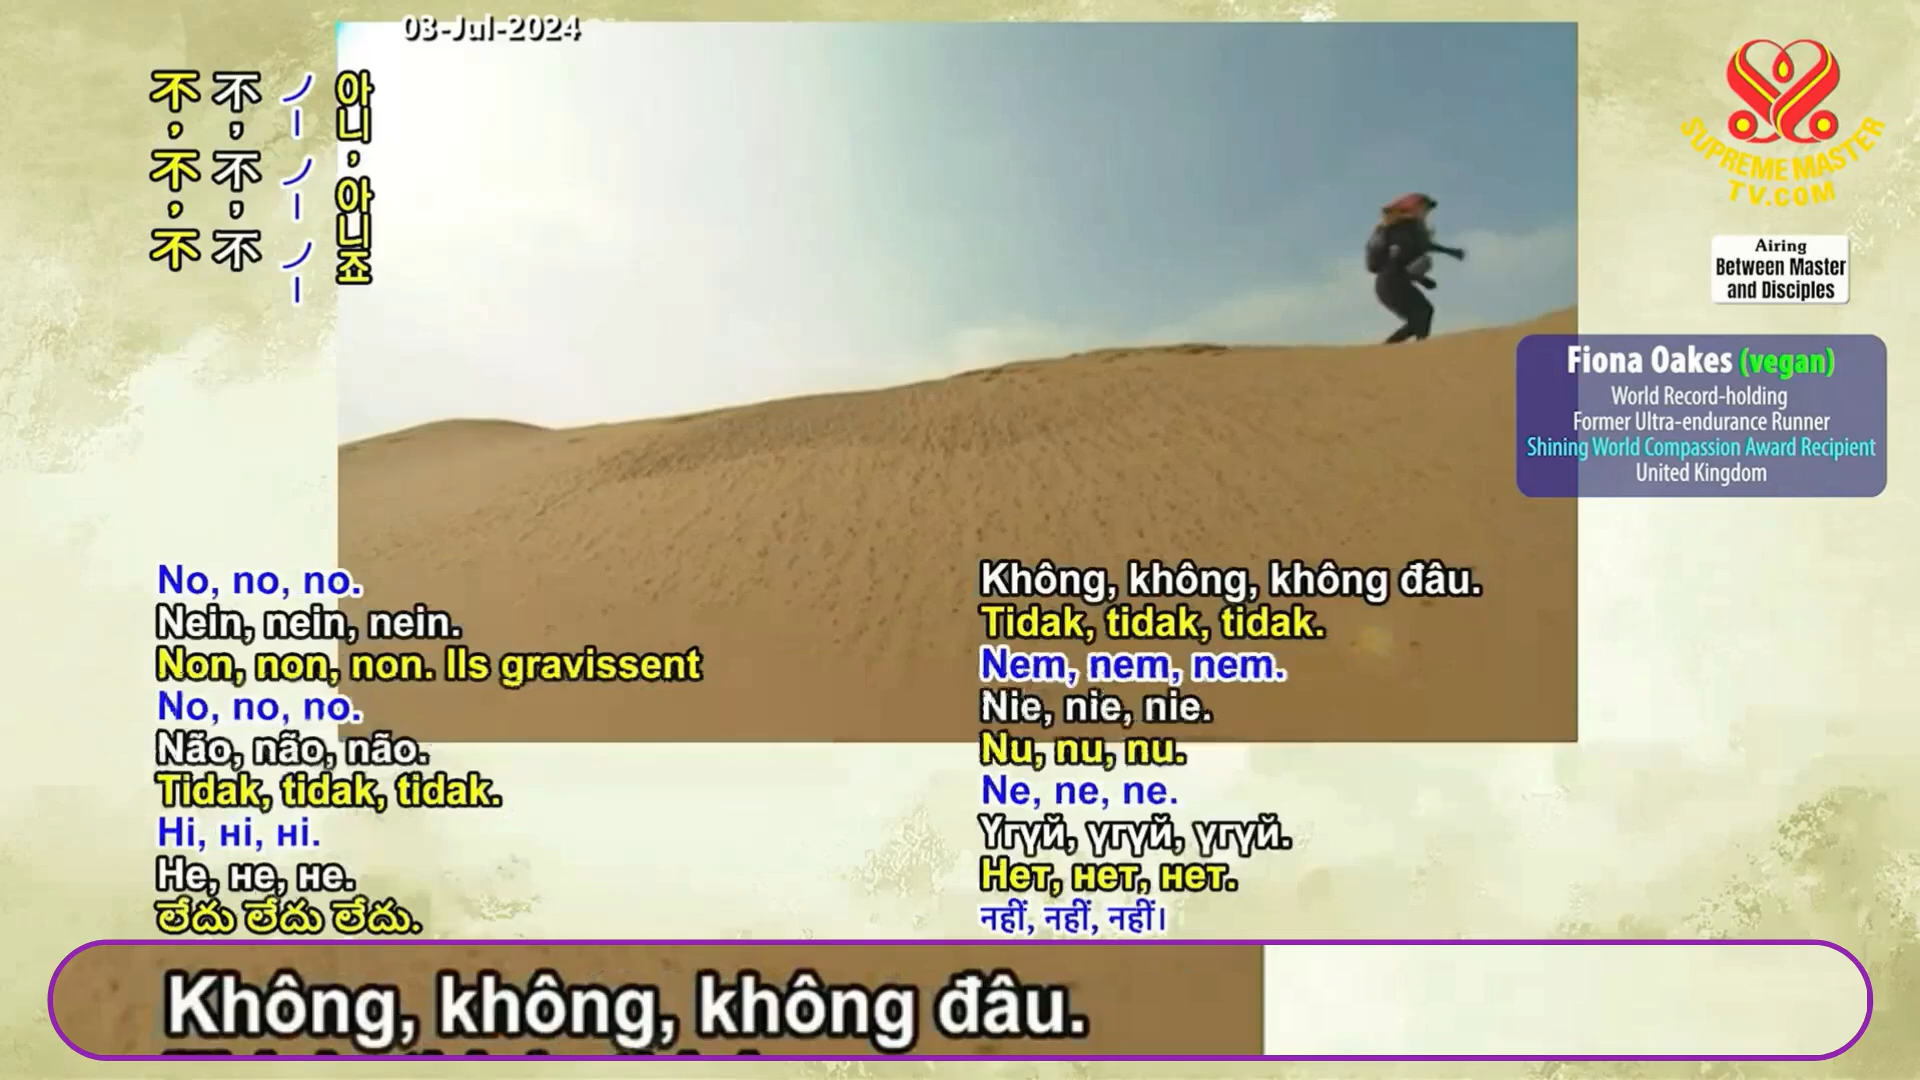 03-Jul-2024
不，不，不
不，不，不
ノーノーノー
아니, 아니죠
SUPREME MASTER
TV.COM
Airing
Between Master
and Disciples
Fiona Oakes (vegan)
World Record-holding
Former Ultra-endurance Runner
Shining World Compassion Award Recipient
United Kingdom
No, no, no.
Nein, nein, nein.
Non, non, non. Ils gravissent
No, no, no.
Não, não, não.
Tidak, tidak, tidak.
Ні, ні, ні.
Не, не, не.
లేదు లేదు లేదు.
Không, không, không đâu.
Tidak, tidak, tidak.
Nem, nem, nem.
Nie, nie, nie.
Nu, nu, nu.
Ne, ne, ne.
Үгүй, үгүй, үгүй.
Нет, нет, нет.
नहीं, नहीं, नहीं।
Không, không, không đâu.